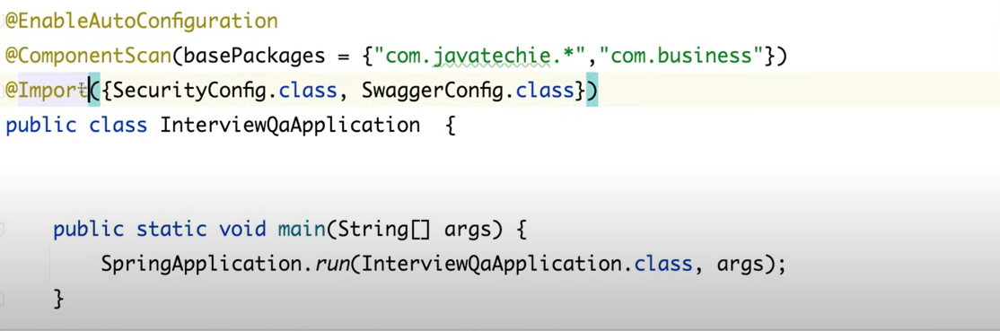 @EnableAutoConfiguration
@ComponentScan(basePackages = {"com.javatechie.*","com.business"})
@Import({SecurityConfig.class, SwaggerConfig.class})
public class InterviewQaApplication  {
public static void main(String[] args) {
SpringApplication.run(InterviewQaApplication.class, args);
}